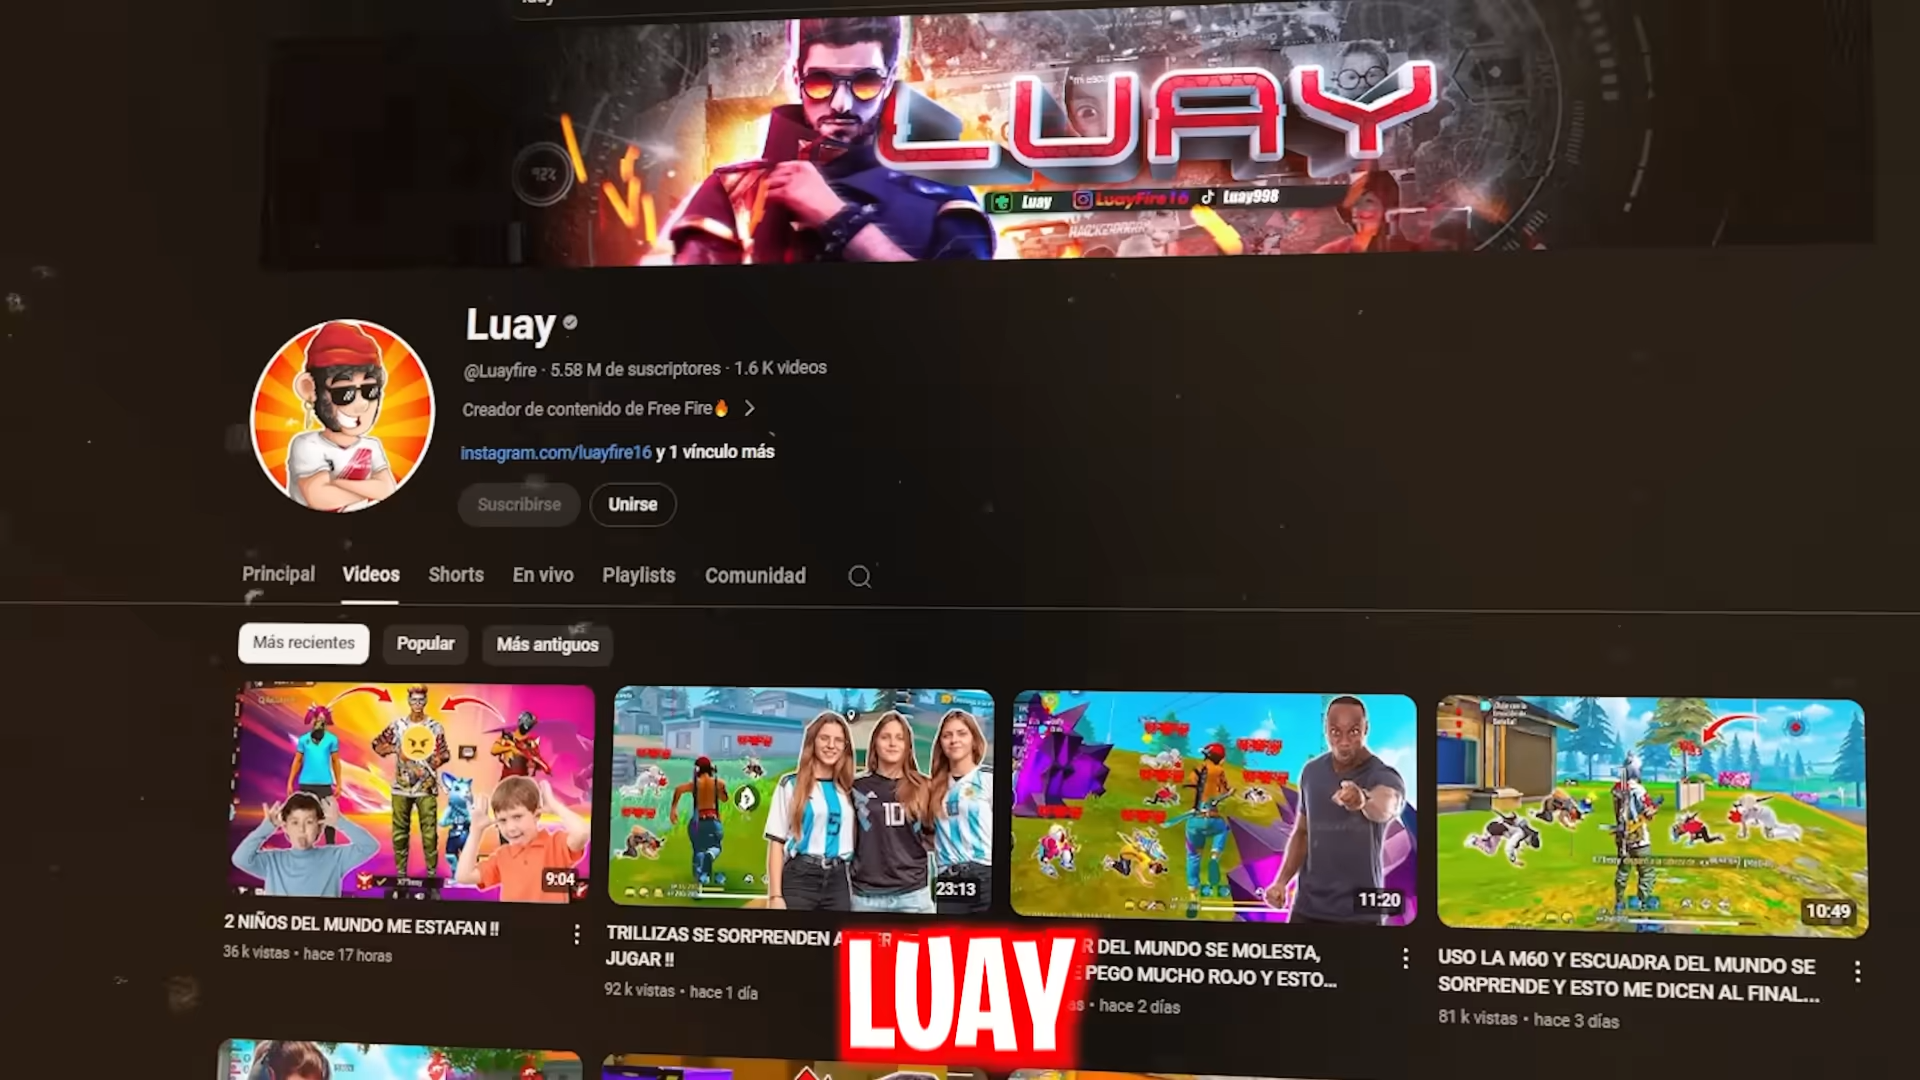 LUAY
Luay LuayFire16 Luay998
Luay
@Luayfire · 5.58 M de suscriptores · 1.6 K videos
Creador de contenido de Free Fire🔥 >
instagram.com/luayfire16 y 1 vínculo más
Suscribirse Unirse
Principal Videos Shorts En vivo Playlists Comunidad
Más recientes Popular Más antiguos
10
9:04 23:13 11:20 10:49
2 NIÑOS DEL MUNDO ME ESTAFAN !!
36 k vistas • hace 17 horas
TRILLIZAS SE SORPRENDEN
JUGAR !!
92 k vistas • hace 1 día
DEL MUNDO SE MOLESTA,
PEGO MUCHO ROJO Y ESTO...
hace 2 días
USO LA M60 Y ESCUADRA DEL MUNDO SE
SORPRENDE Y ESTO ME DICEN AL FINAL...
81 k vistas • hace 3 días
LUAY